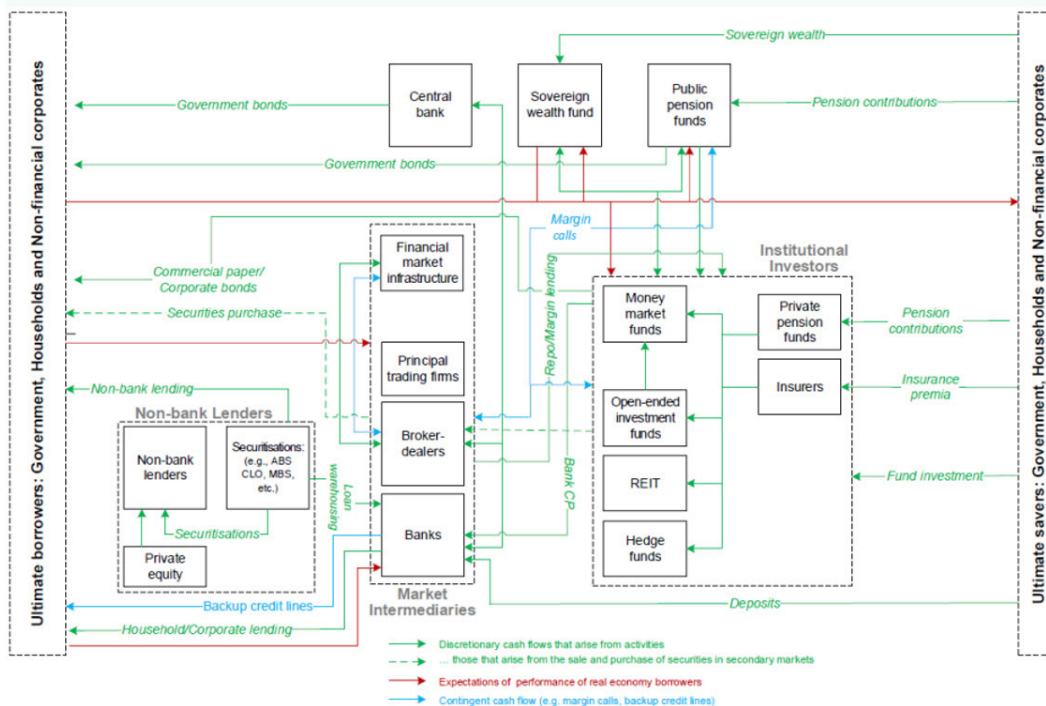 Ultimate borrowers: Government, Households and Non-financial corporates
Ultimate savers: Government, Households and Non-financial corporates
Sovereign wealth
Central
bank
Sovereign
wealth fund
Public
pension
funds
Government bonds
Pension contributions
Government bonds
Margin
calls
Financial
market
infrastructure
Institutional
Investors
Commercial paper/
Corporate bonds
Repo/Margin lending
Money
market
funds
Private
pension
funds
Pension
contributions
Securities purchase
Principal
trading firms
Non-bank lending
Insurers
Insurance
premia
Non-bank Lenders
Open-ended
investment
funds
Broker-
dealers
Non-bank
lenders
Securitisations:
(e.g., ABS
CLO, MBS,
etc.)
Loan
warehousing
Bank CP
REIT
Fund investment
Securitisations
Banks
Hedge
funds
Private
equity
Market
Intermediaries
Backup credit lines
Deposits
Household/Corporate lending
Discretionary cash flows that arise from activities
... those that arise from the sale and purchase of securities in secondary markets
Expectations of performance of real economy borrowers
Contingent cash flow (e.g. margin calls, backup credit lines)